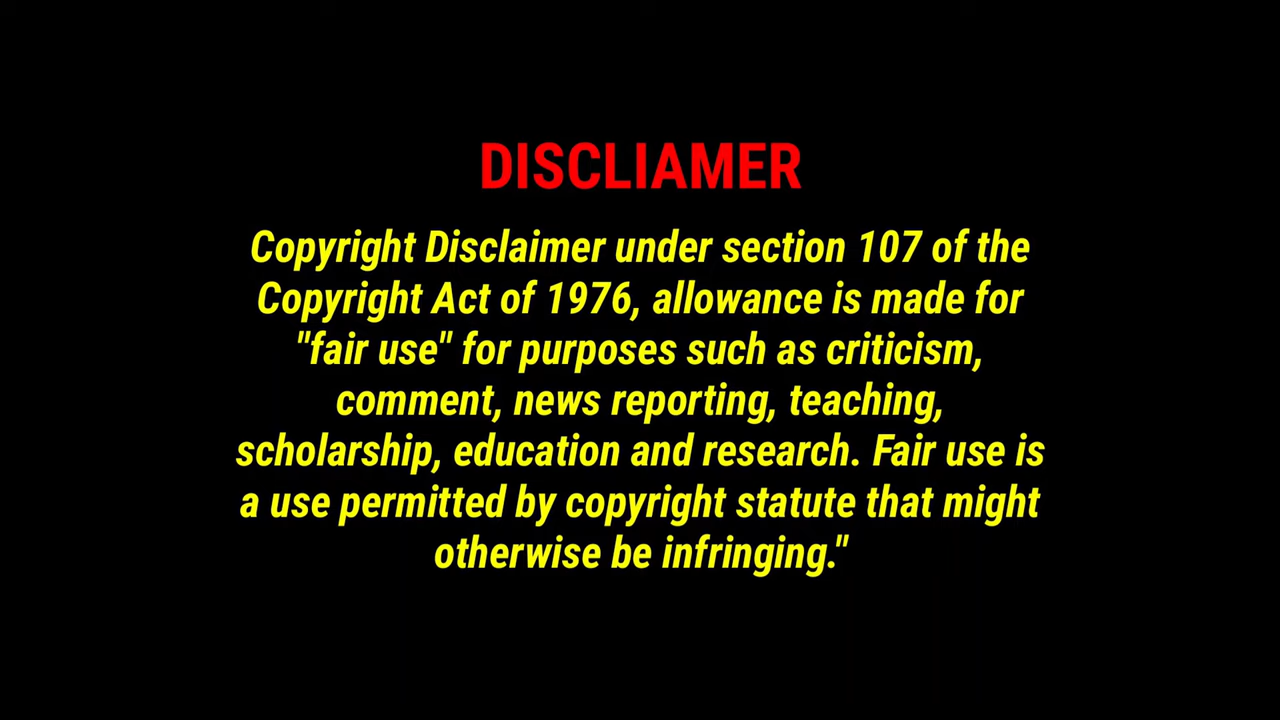 DISCLIAMER
Copyright Disclaimer under section 107 of the
Copyright Act of 1976, allowance is made for
"fair use" for purposes such as criticism,
comment, news reporting, teaching,
scholarship, education and research. Fair use is
a use permitted by copyright statute that might
otherwise be infringing."